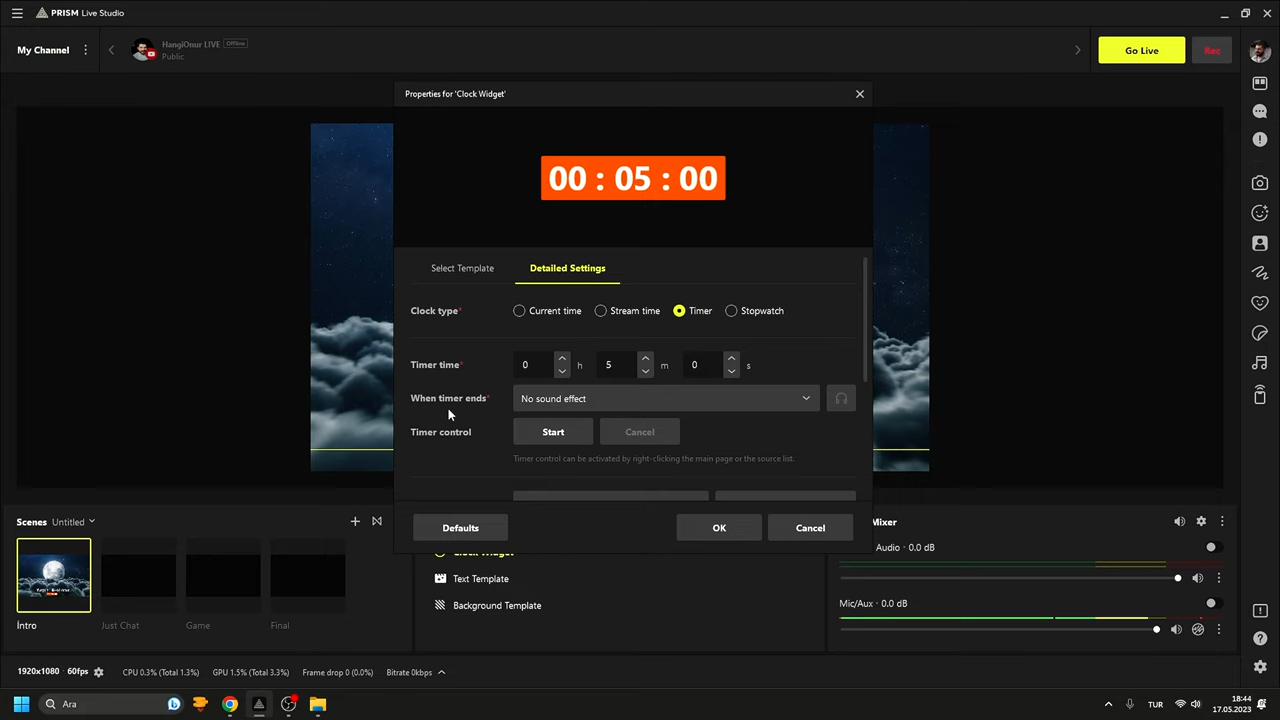 PRISM Live Studio
My Channel
HangiOnur LIVE Offline
Public
Go Live
Rec
Properties for 'Clock Widget'
00 : 05 : 00
Select Template
Detailed Settings
Clock type*
Current time
Stream time
Timer
Stopwatch
Timer time*
0 h 5 m 0 s
When timer ends*
No sound effect
Timer control
Start
Cancel
Timer control can be activated by right-clicking the main page or the source list.
Defaults
OK
Cancel
Scenes Untitled
Intro
Just Chat
Game
Final
Clock Widget
Text Template
Background Template
Mixer
Audio · 0.0 dB
Mic/Aux · 0.0 dB
1920x1080 · 60fps
CPU 0.3% (Total 1.3%)
GPU 1.5% (Total 3.3%)
Frame drop 0 (0.0%)
Bitrate 0kbps
Ara
TUR
18:44
17.05.2023